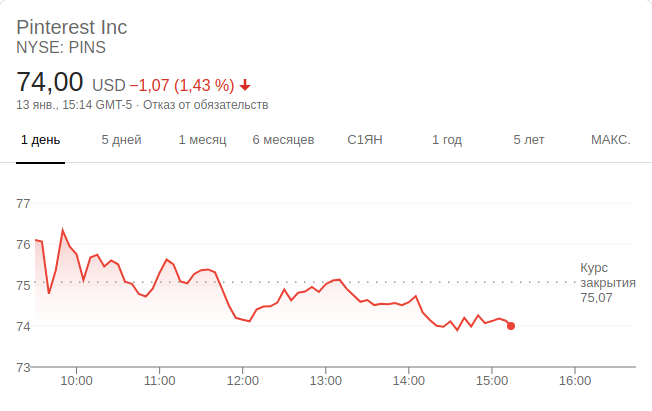 Pinterest Inc
NYSE: PINS
74,00 USD −1,07 (1,43 %)
13 янв., 15:14 GMT-5 · Отказ от обязательств
1 день 5 дней 1 месяц 6 месяцев С1ЯН 1 год 5 лет МАКС.
77
76
75
74
73
Курс
закрытия
75,07
10:00 11:00 12:00 13:00 14:00 15:00 16:00